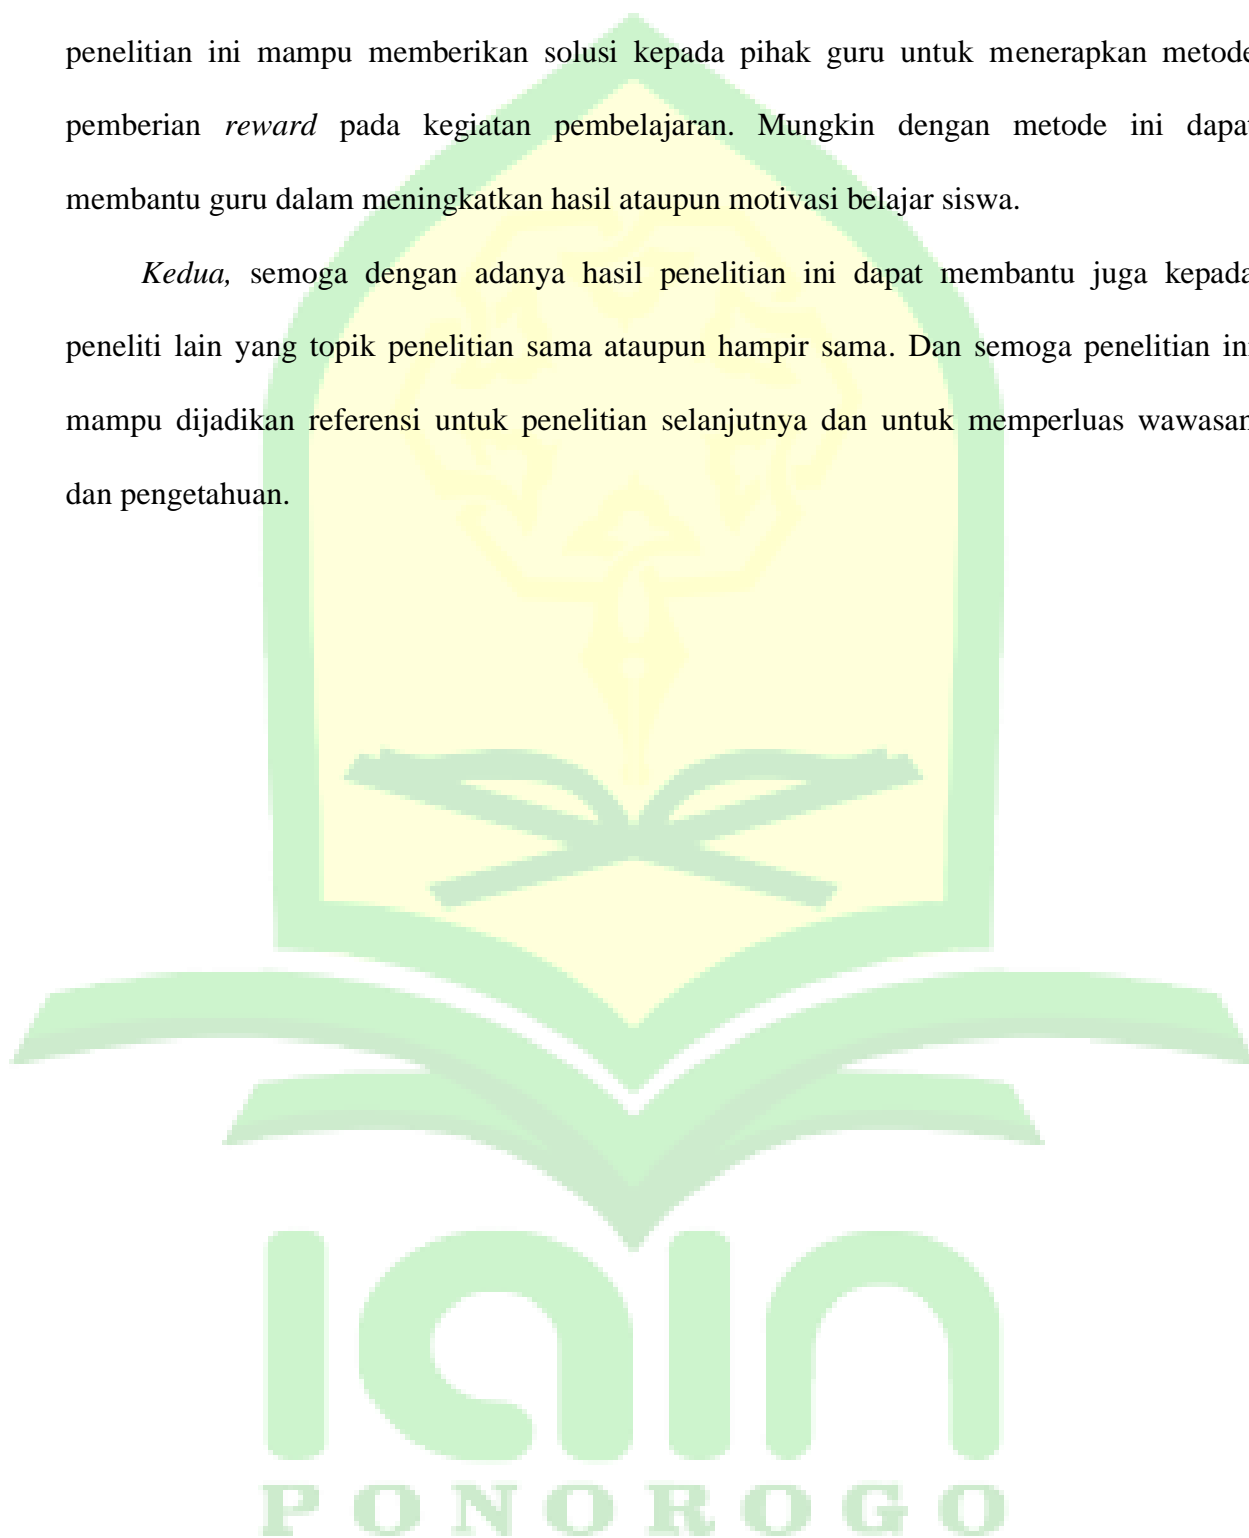 penelitian ini mampu memberikan solusi kepada pihak guru untuk menerapkan metode
pemberian reward pada kegiatan pembelajaran. Mungkin dengan metode ini dapat
membantu guru dalam meningkatkan hasil ataupun motivasi belajar siswa.
Kedua, semoga dengan adanya hasil penelitian ini dapat membantu juga kepada
peneliti lain yang topik penelitian sama ataupun hampir sama. Dan semoga penelitian ini
mampu dijadikan referensi untuk penelitian selanjutnya dan untuk memperluas wawasan
dan pengetahuan.
iain
PONOROGO